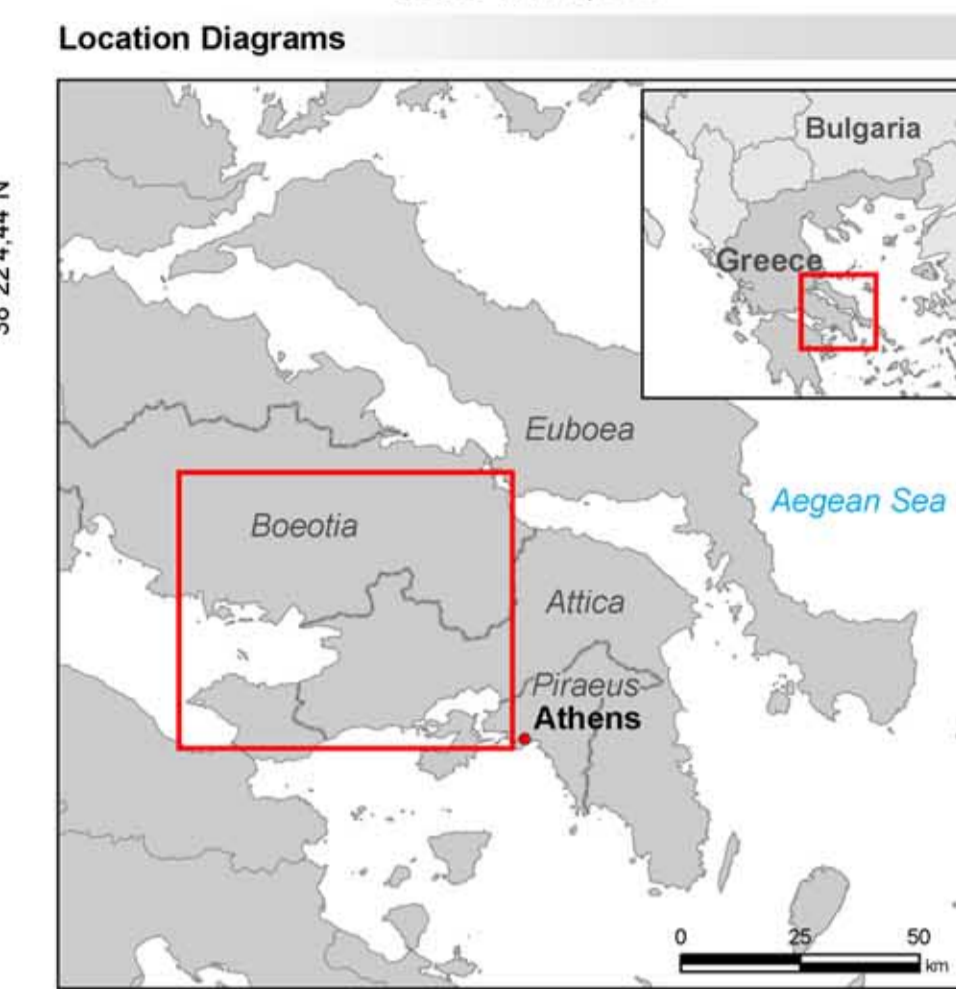 Location Diagrams
Bulgaria
Greece
Euboea
Aegean Sea
Boeotia
Attica
Piraeus
Athens
0 25 50
km